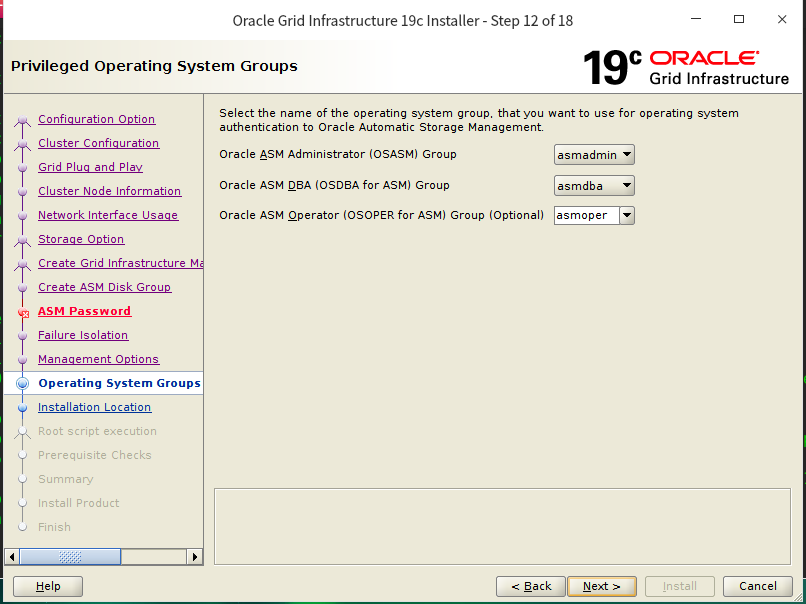 Oracle Grid Infrastructure 19c Installer - Step 12 of 18
Privileged Operating System Groups
19c ORACLE
Grid Infrastructure
Configuration Option
Cluster Configuration
Grid Plug and Play
Cluster Node Information
Network Interface Usage
Storage Option
Create Grid Infrastructure Ma
Create ASM Disk Group
ASM Password
Failure Isolation
Management Options
Operating System Groups
Installation Location
Root script execution
Prerequisite Checks
Summary
Install Product
Finish
Select the name of the operating system group, that you want to use for operating system
authentication to Oracle Automatic Storage Management.
Oracle ASM Administrator (OSASM) Group asmadmin
Oracle ASM DBA (OSDBA for ASM) Group asmdba
Oracle ASM Operator (OSOPER for ASM) Group (Optional) asmoper
Help < Back Next > Install Cancel